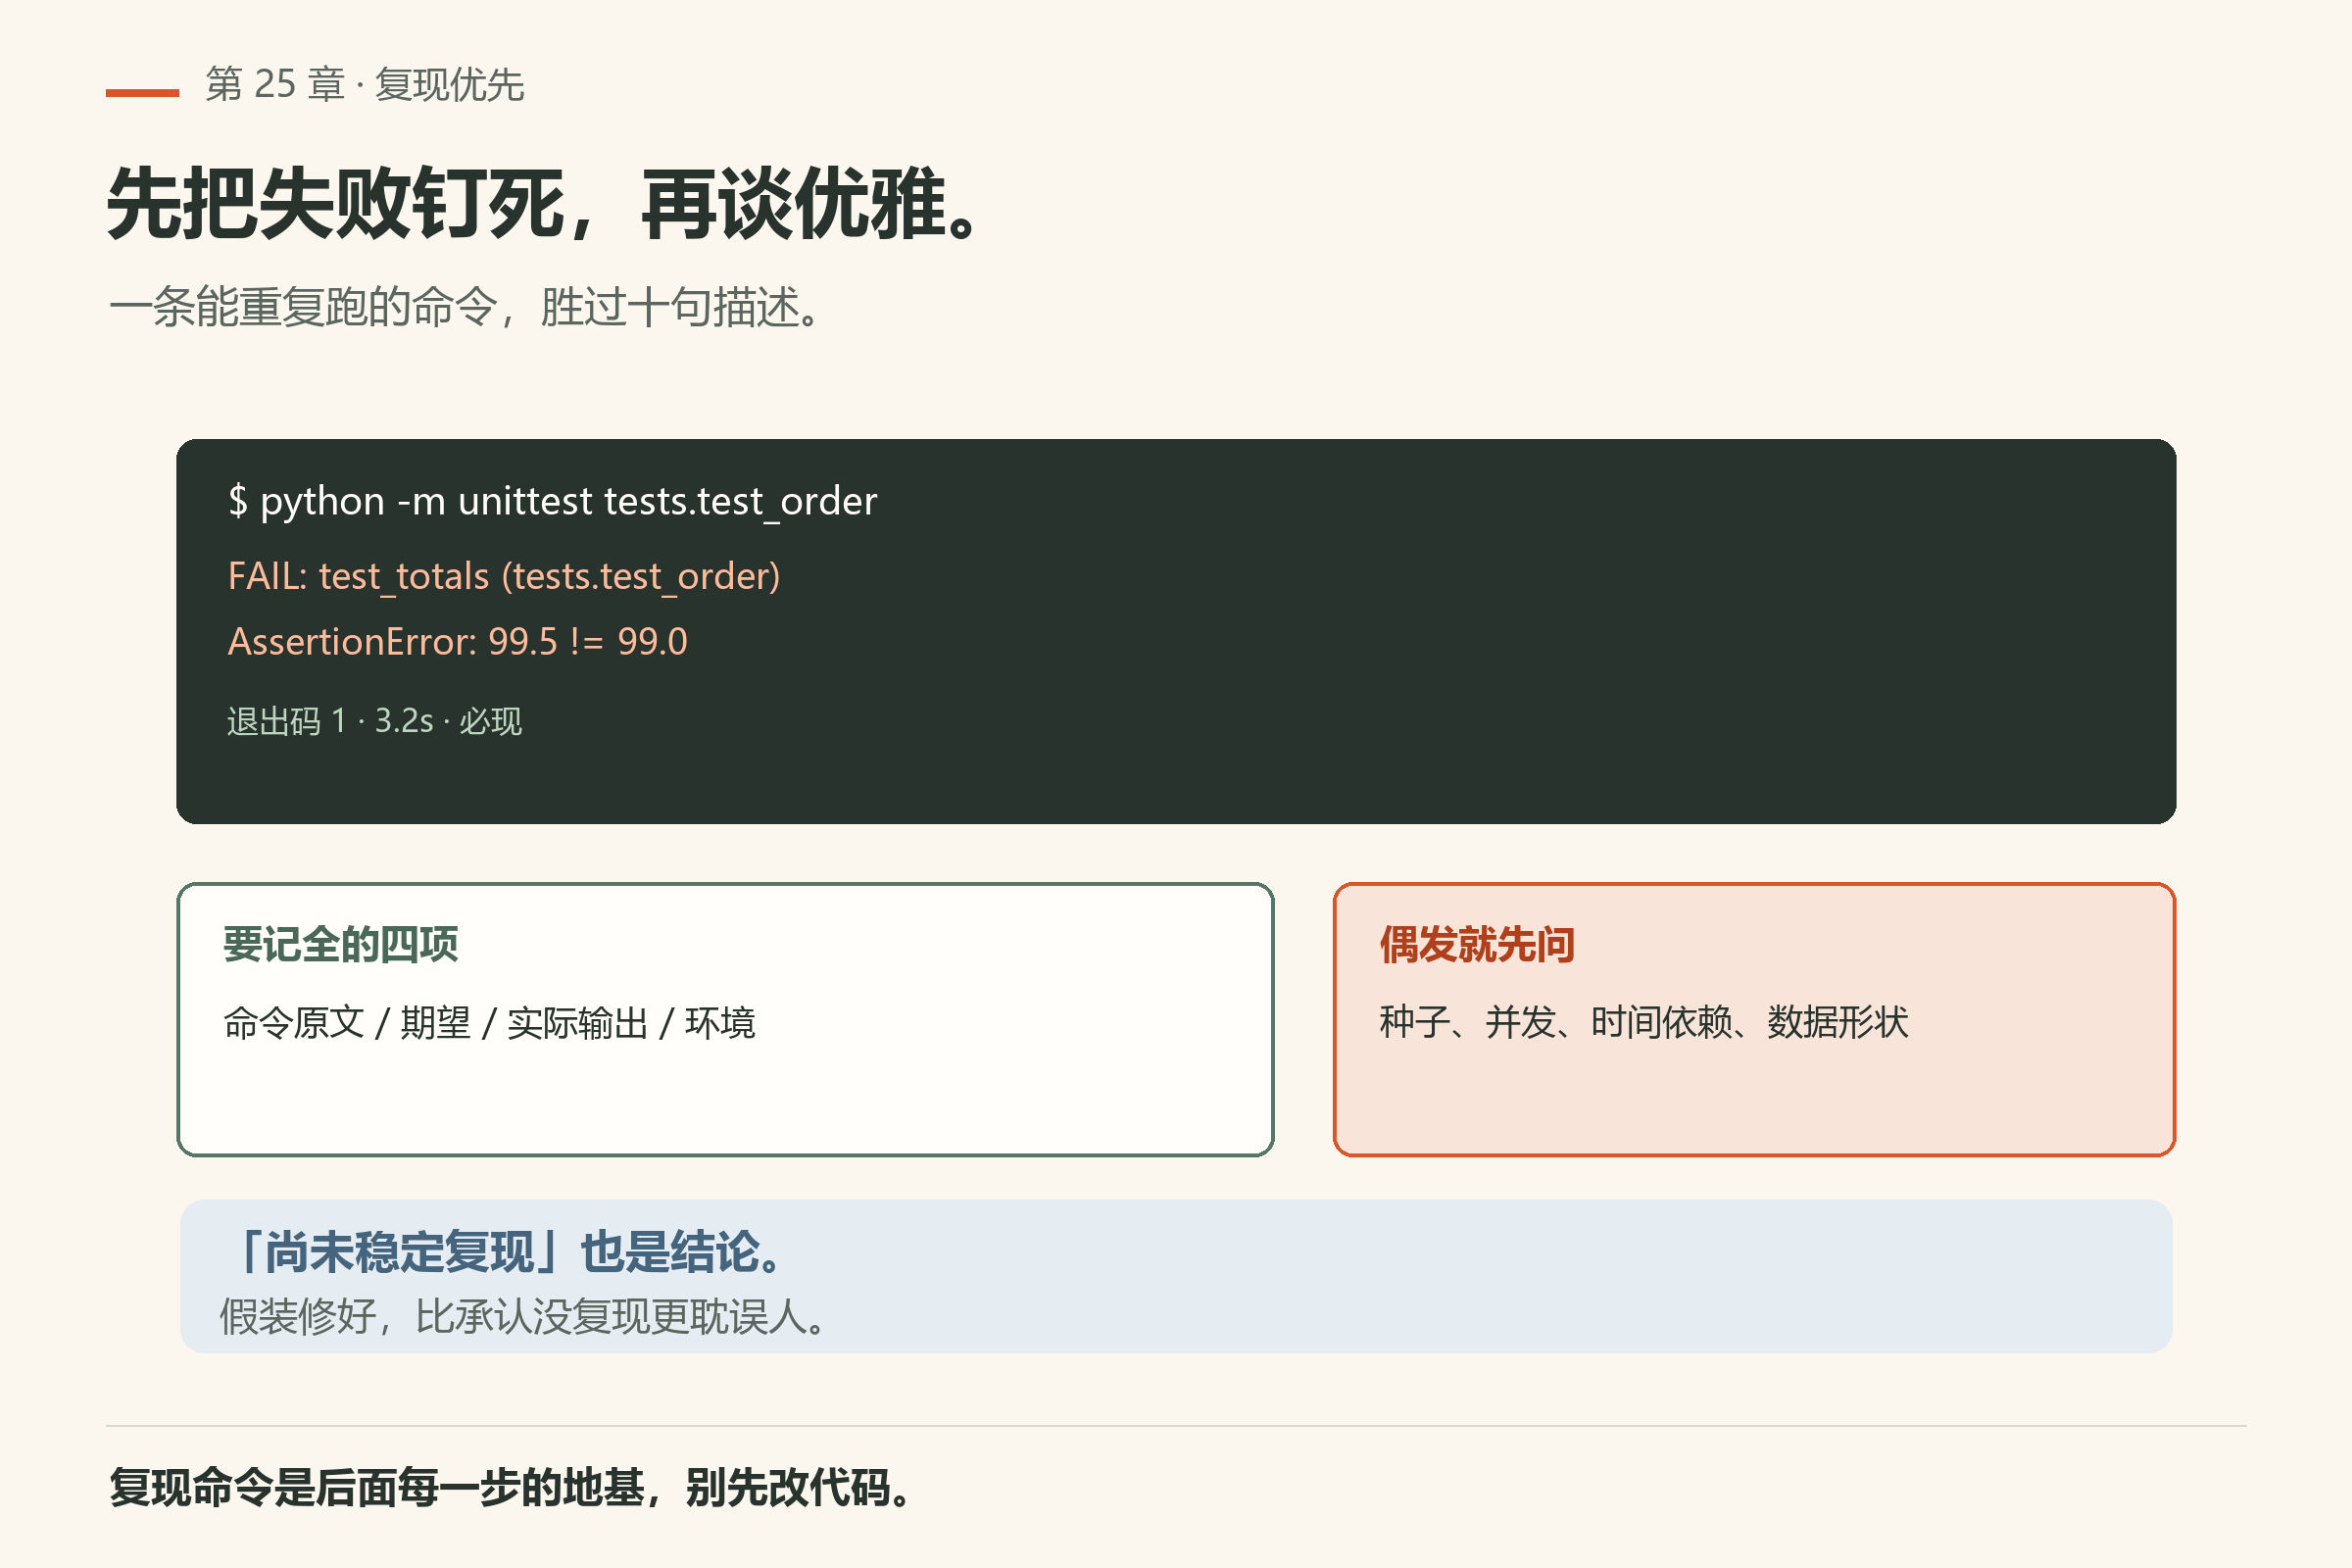 第 25 章 · 复现优先
先把失败钉死，再谈优雅。
一条能重复跑的命令，胜过十句描述。
$ python -m unittest tests.test_order
FAIL: test_totals (tests.test_order)
AssertionError: 99.5 != 99.0
退出码 1 · 3.2s · 必现
要记全的四项
命令原文 / 期望 / 实际输出 / 环境
偶发就先问
种子、并发、时间依赖、数据形状
「尚未稳定复现」也是结论。
假装修好，比承认没复现更耽误人。
复现命令是后面每一步的地基，别先改代码。